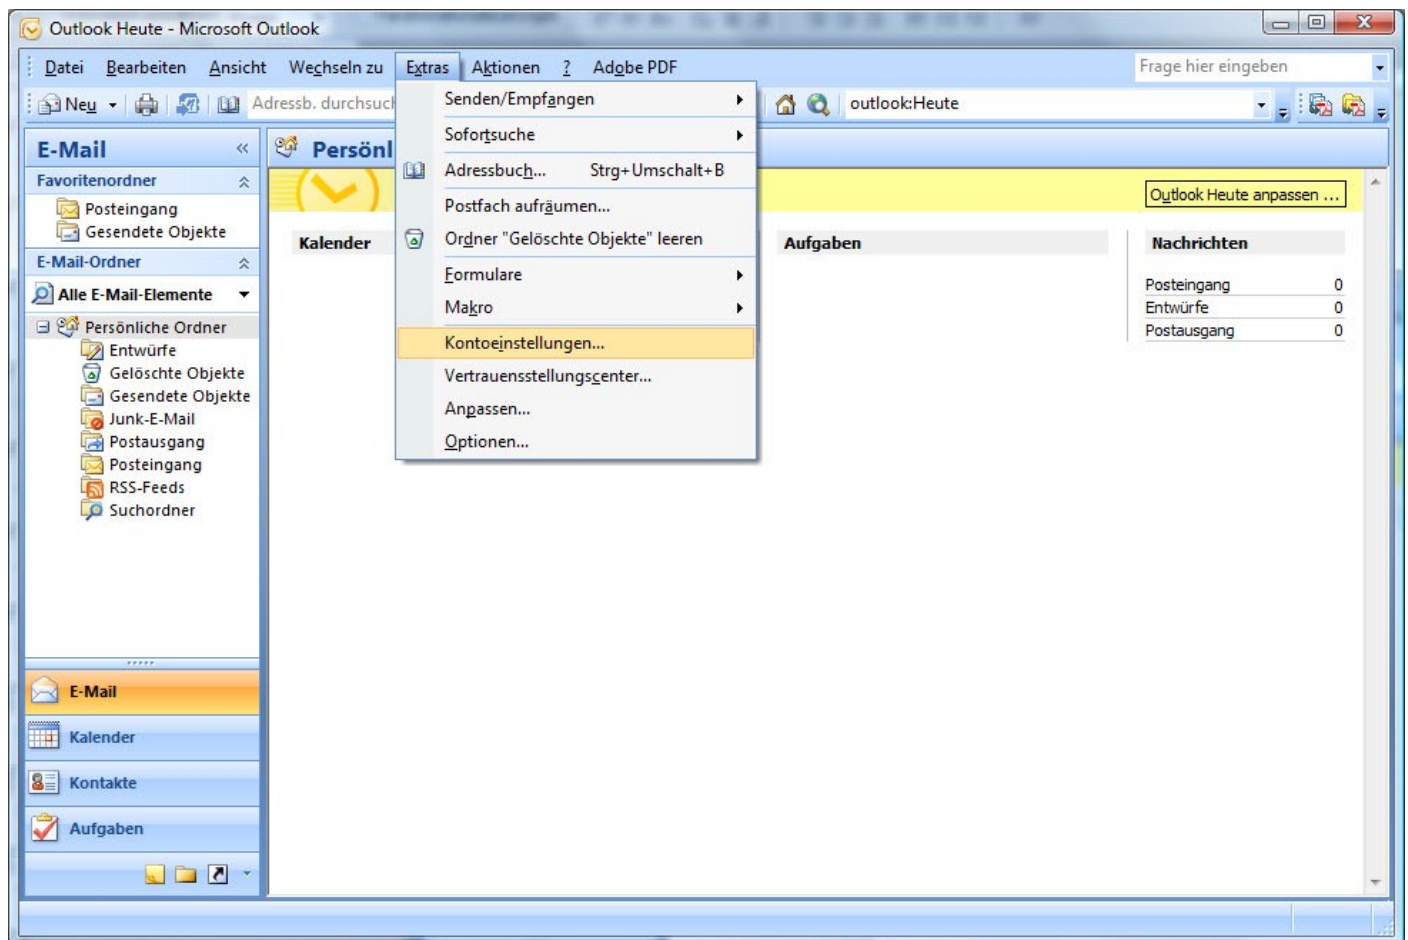 Outlook Heute - Microsoft Outlook
Datei Bearbeiten Ansicht Wechseln zu Extras Aktionen ? Adobe PDF Frage hier eingeben
Neu Adressb. durchsuc outlook:Heute
E-Mail «
Persönl
Favoritenordner
Posteingang
Gesendete Objekte
E-Mail-Ordner
Alle E-Mail-Elemente
Persönliche Ordner
Entwürfe
Gelöschte Objekte
Gesendete Objekte
Junk-E-Mail
Postausgang
Posteingang
RSS-Feeds
Suchordner
E-Mail
Kalender
Kontakte
Aufgaben
Senden/Empfangen
Sofortsuche
Adressbuch... Strg+Umschalt+B
Postfach aufräumen...
Ordner "Gelöschte Objekte" leeren
Formulare
Makro
Kontoeinstellungen...
Vertrauensstellungscenter...
Anpassen...
Optionen...
Outlook Heute anpassen ...
Kalender
Aufgaben
Nachrichten
Posteingang 0
Entwürfe 0
Postausgang 0